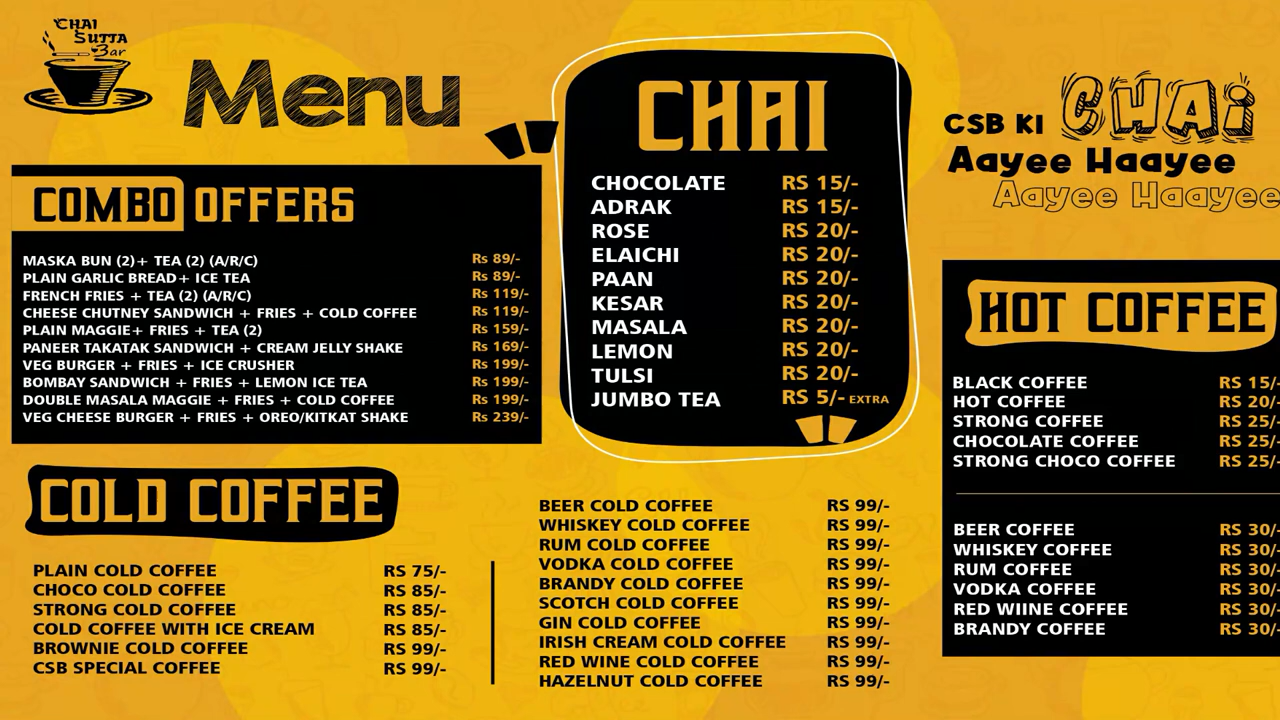 CHAI
SUTTA
Bar
Menu
COMBO OFFERS
MASKA BUN (2)+ TEA (2) (A/R/C) Rs 89/-
PLAIN GARLIC BREAD+ ICE TEA Rs 89/-
FRENCH FRIES + TEA (2) (A/R/C) Rs 119/-
CHEESE CHUTNEY SANDWICH + FRIES + COLD COFFEE Rs 119/-
PLAIN MAGGIE+ FRIES + TEA (2) Rs 159/-
PANEER TAKATAK SANDWICH + CREAM JELLY SHAKE Rs 169/-
VEG BURGER + FRIES + ICE CRUSHER Rs 199/-
BOMBAY SANDWICH + FRIES + LEMON ICE TEA Rs 199/-
DOUBLE MASALA MAGGIE + FRIES + COLD COFFEE Rs 199/-
VEG CHEESE BURGER + FRIES + OREO/KITKAT SHAKE Rs 239/-
CHAI
CHOCOLATE RS 15/-
ADRAK RS 15/-
ROSE RS 20/-
ELAICHI RS 20/-
PAAN RS 20/-
KESAR RS 20/-
MASALA RS 20/-
LEMON RS 20/-
TULSI RS 20/-
JUMBO TEA RS 5/- EXTRA
CSB KI CHAI
Aayee Haayee
Aayee Haayee
HOT COFFEE
BLACK COFFEE RS 15/-
HOT COFFEE RS 20/-
STRONG COFFEE RS 25/-
CHOCOLATE COFFEE RS 25/-
STRONG CHOCO COFFEE RS 25/-
BEER COFFEE RS 30/-
WHISKEY COFFEE RS 30/-
RUM COFFEE RS 30/-
VODKA COFFEE RS 30/-
RED WIINE COFFEE RS 30/-
BRANDY COFFEE RS 30/-
COLD COFFEE
PLAIN COLD COFFEE RS 75/-
CHOCO COLD COFFEE RS 85/-
STRONG COLD COFFEE RS 85/-
COLD COFFEE WITH ICE CREAM RS 85/-
BROWNIE COLD COFFEE RS 99/-
CSB SPECIAL COFFEE RS 99/-
BEER COLD COFFEE RS 99/-
WHISKEY COLD COFFEE RS 99/-
RUM COLD COFFEE RS 99/-
VODKA COLD COFFEE RS 99/-
BRANDY COLD COFFEE RS 99/-
SCOTCH COLD COFFEE RS 99/-
GIN COLD COFFEE RS 99/-
IRISH CREAM COLD COFFEE RS 99/-
RED WINE COLD COFFEE RS 99/-
HAZELNUT COLD COFFEE RS 99/-